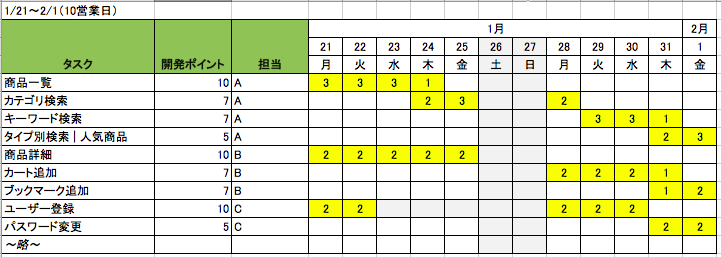 1/21～2/1(10営業日)
1月 2月
21 22 23 24 25 26 27 28 29 30 31 1
タスク 開発ポイント 担当 月 火 水 木 金 土 日 月 火 水 木 金
商品一覧 10 A 3 3 3 1
カテゴリ検索 7 A 2 3 2
キーワード検索 7 A 3 3 1
タイプ別検索｜人気商品 5 A 2 3
商品詳細 10 B 2 2 2 2 2
カート追加 7 B 2 2 2 1
ブックマーク追加 7 B 1 2
ユーザー登録 10 C 2 2 2 2 2
パスワード変更 5 C 2 2
～略～